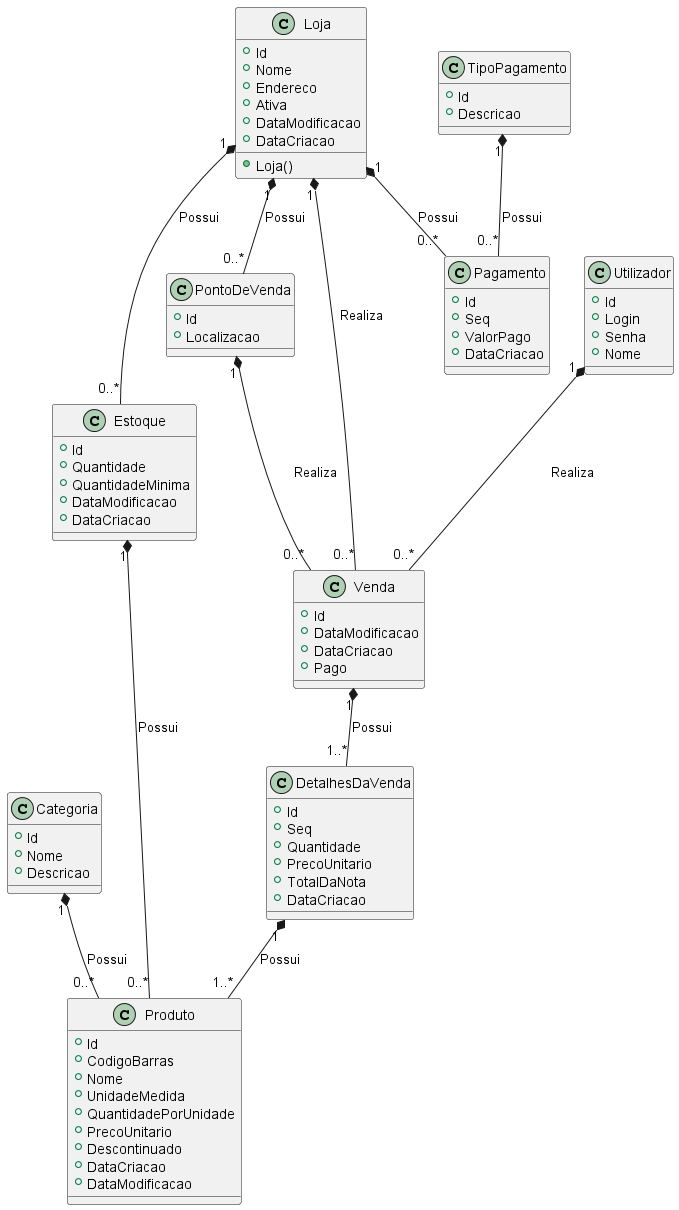 C Loja
Id
Nome
Endereco
Ativa
DataModificacao
DataCriacao
Loja()
C TipoPagamento
Id
Descricao
1
1
1
1
1
Possui
Possui
Possui
Possui
0..*
0..*
0..*
C PontoDeVenda
Id
Localizacao
C Pagamento
Id
Seq
ValorPago
DataCriacao
C Utilizador
Id
Login
Senha
Nome
Realiza
1
1
0..*
C Estoque
Id
Quantidade
QuantidadeMinima
DataModificacao
DataCriacao
Realiza
Realiza
1
0..*
0..*
0..*
C Venda
Id
DataModificacao
DataCriacao
Pago
1
Possui
Possui
1..*
C DetalhesDaVenda
Id
Seq
Quantidade
PrecoUnitario
TotalDaNota
DataCriacao
C Categoria
Id
Nome
Descricao
1
1
Possui
Possui
0..*
0..*
1..*
C Produto
Id
CodigoBarras
Nome
UnidadeMedida
QuantidadePorUnidade
PrecoUnitario
Descontinuado
DataCriacao
DataModificacao